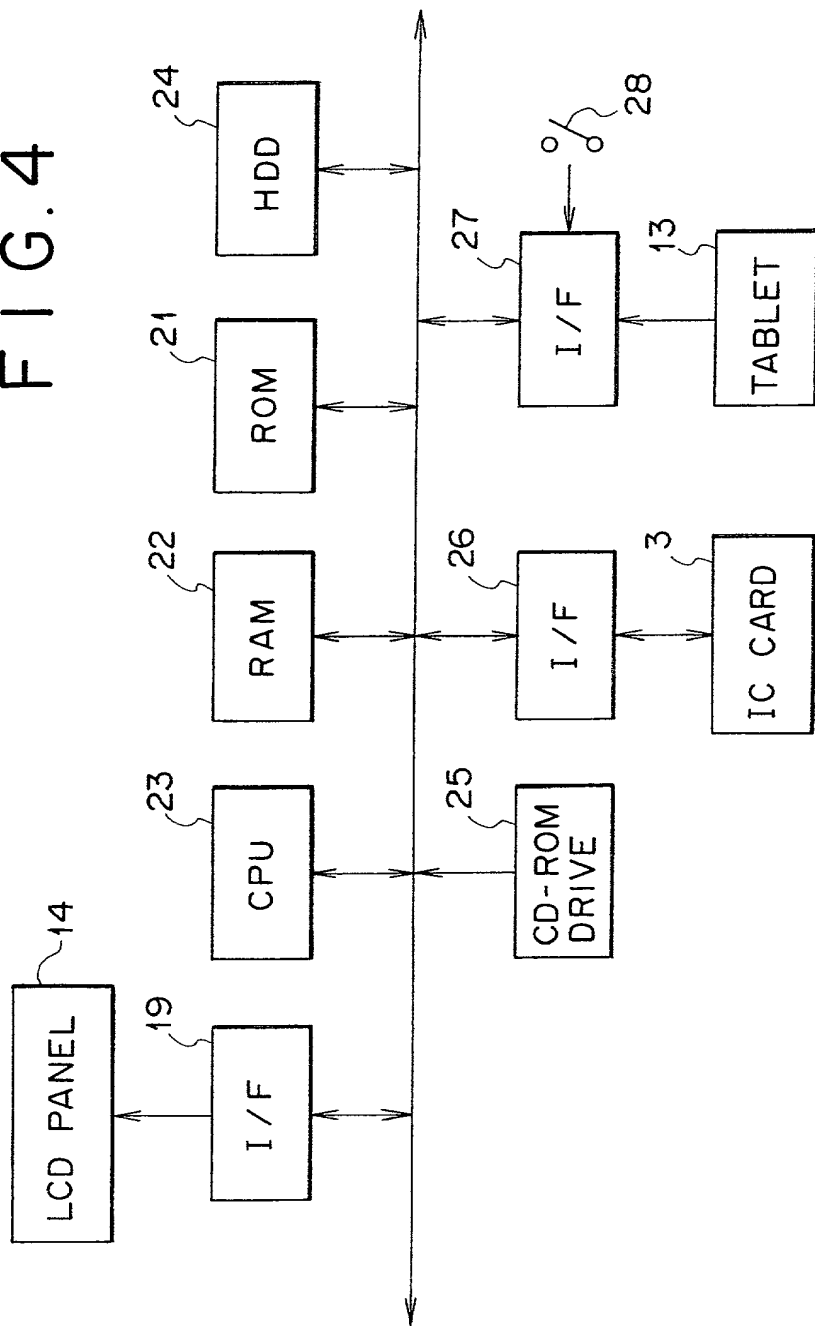 FIG. 4
LCD PANEL
14
I/F
19
CPU
23
RAM
22
ROM
21
HDD
24
CD-ROM
DRIVE
25
I/F
26
IC CARD
3
I/F
27
28
TABLET
13